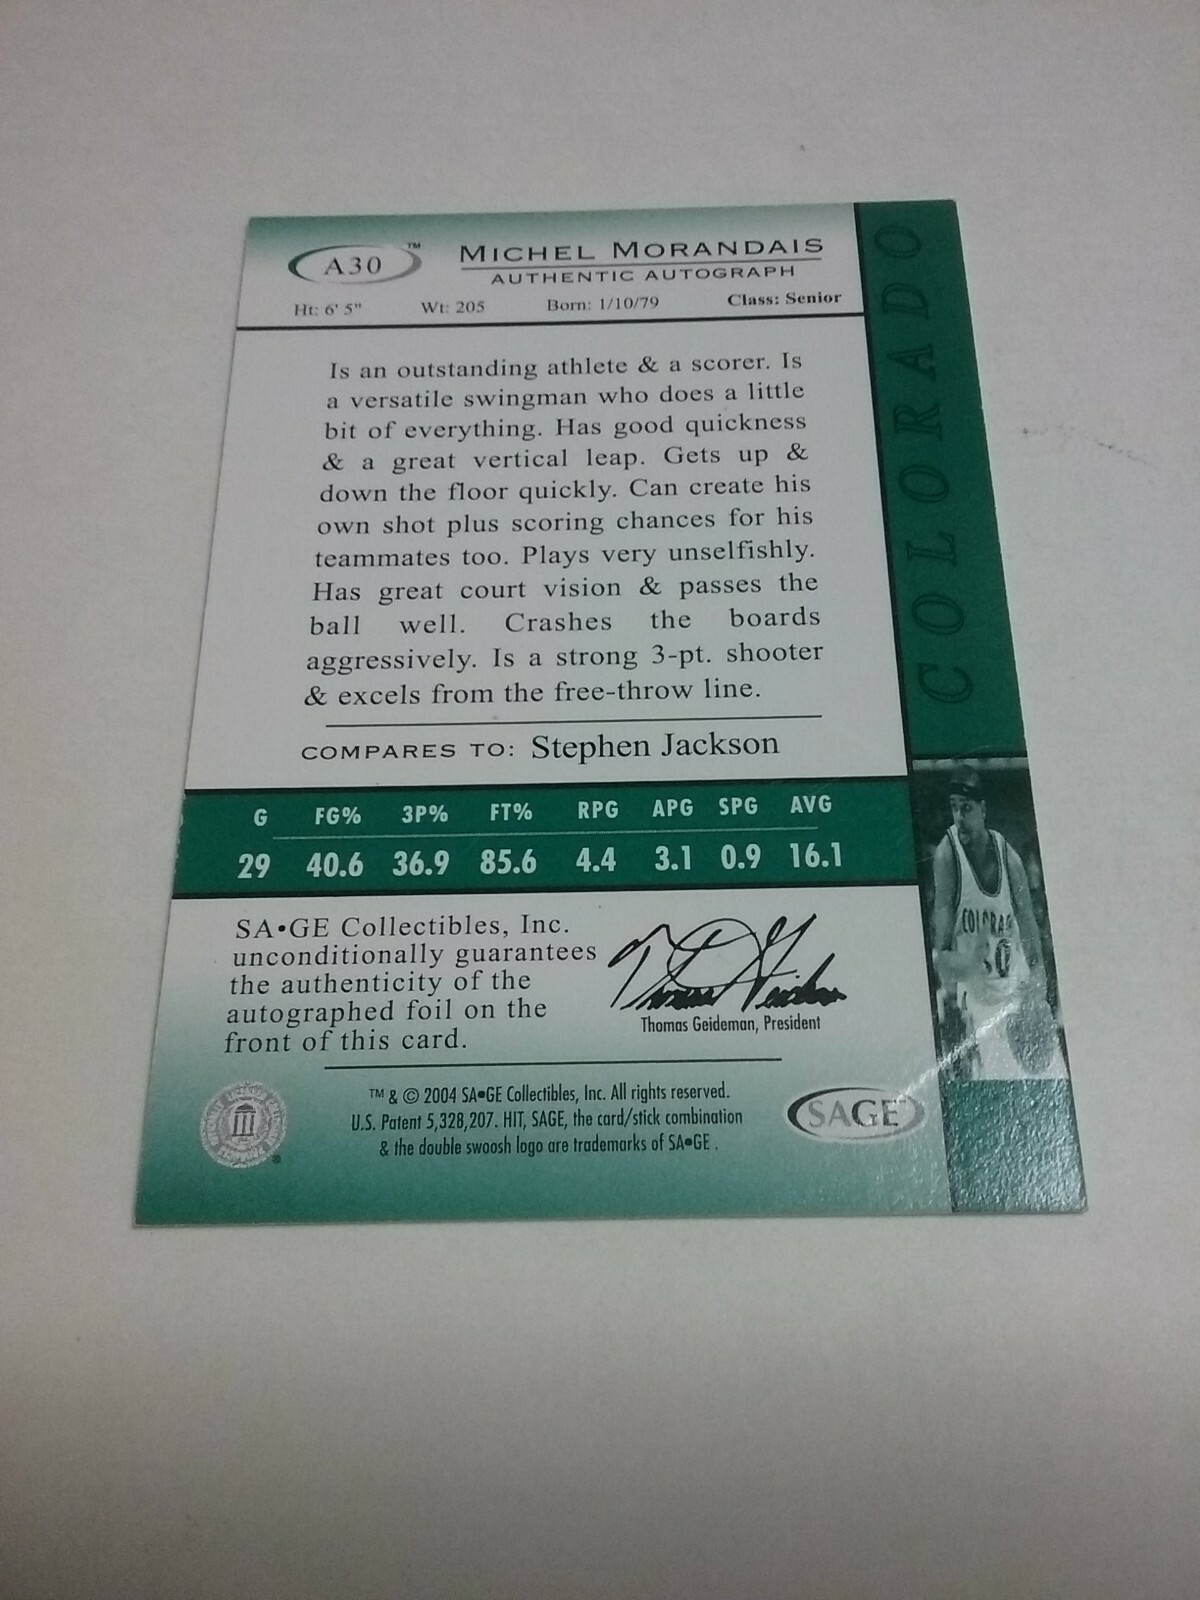 A30™
MICHEL MORANDAIS
AUTHENTIC AUTOGRAPH
Ht: 6' 5" Wt: 205 Born: 1/10/79 Class: Senior
Is an outstanding athlete & a scorer. Is
a versatile swingman who does a little
bit of everything. Has good quickness
& a great vertical leap. Gets up &
down the floor quickly. Can create his
own shot plus scoring chances for his
teammates too. Plays very unselfishly.
Has great court vision & passes the
ball well. Crashes the boards
aggressively. Is a strong 3-pt. shooter
& excels from the free-throw line.
COMPARES TO: Stephen Jackson
G FG% 3P% FT% RPG APG SPG AVG
29 40.6 36.9 85.6 4.4 3.1 0.9 16.1
SA•GE Collectibles, Inc.
unconditionally guarantees
the authenticity of the
autographed foil on the
front of this card.
Thomas Geideman
Thomas Geideman, President
™ & © 2004 SA•GE Collectibles, Inc. All rights reserved.
U.S. Patent 5,328,207. HIT, SAGE, the card/stick combination
& the double swoosh logo are trademarks of SA•GE .
SAGE
COLORADO